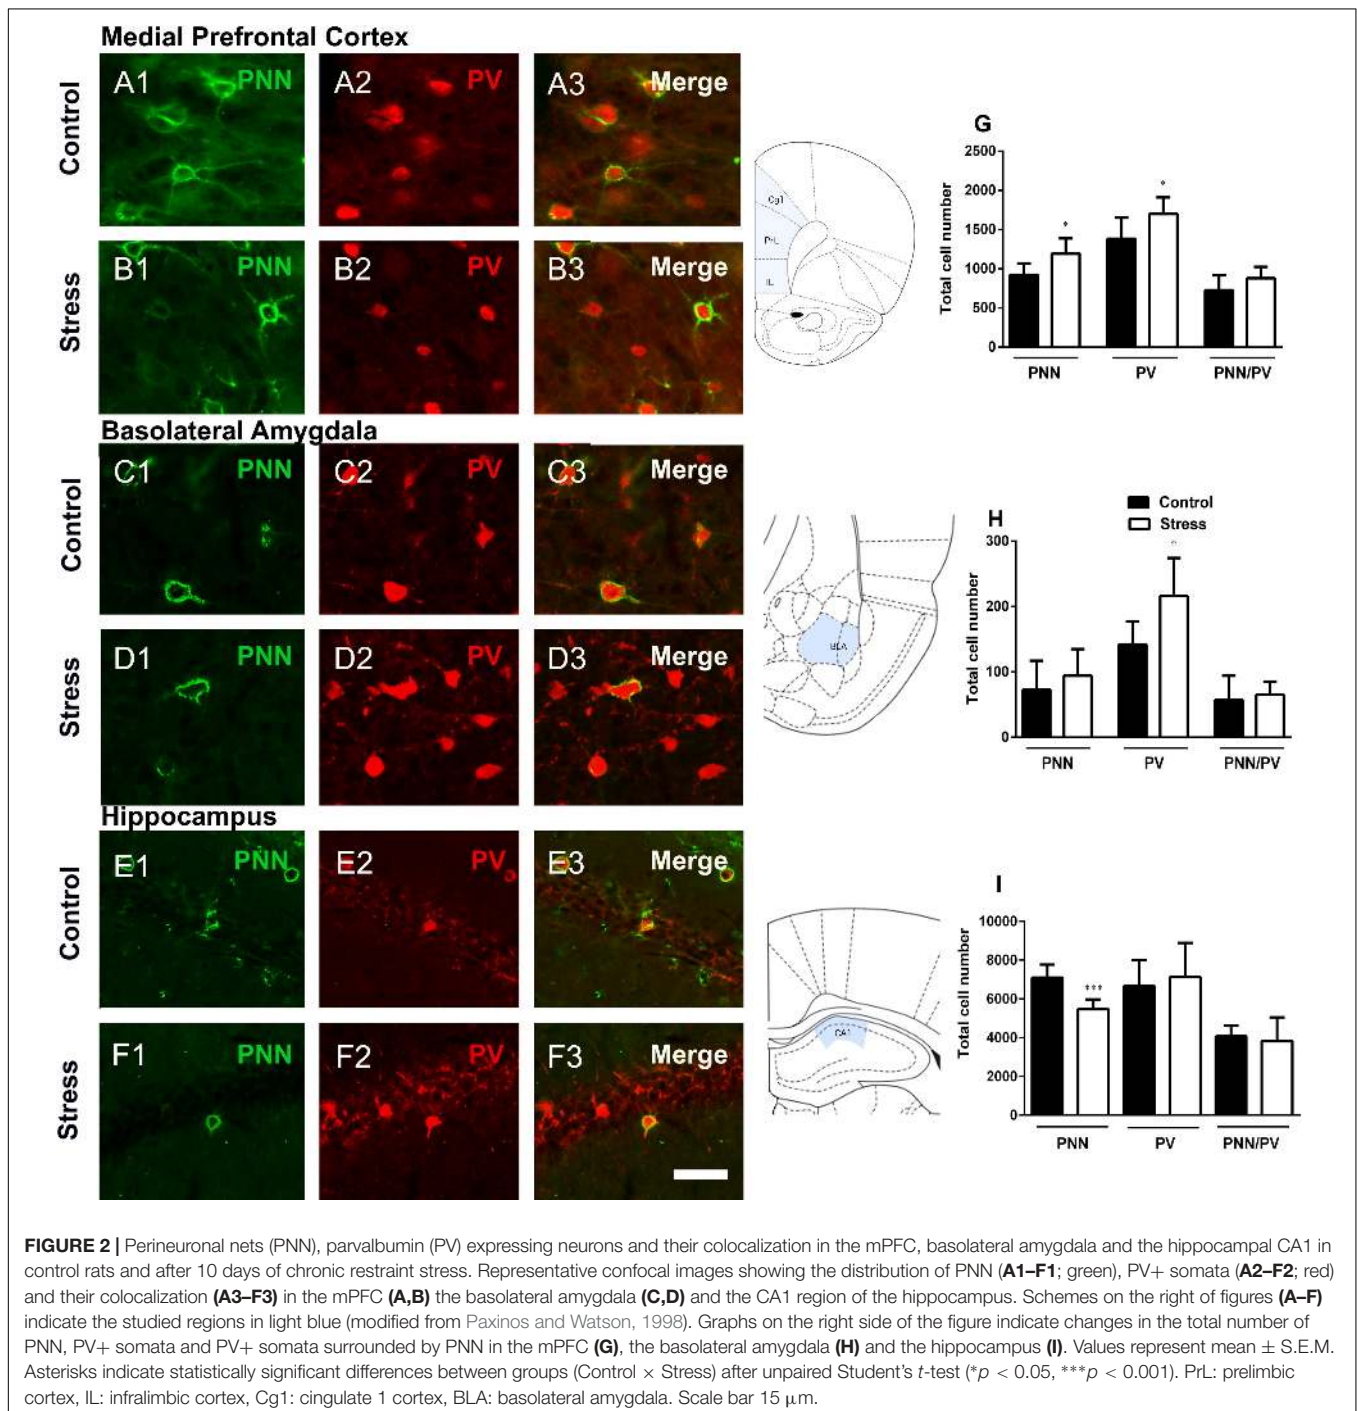 Medial Prefrontal Cortex
Control
A1 PNN
A2 PV
A3 Merge
Stress
B1 PNN
B2 PV
B3 Merge
Cg1
PrL
IL
G
Total cell number
2500
2000
1500
1000
500
0
*
*
PNN
PV
PNN/PV
Basolateral Amygdala
Control
C1 PNN
C2 PV
C3 Merge
Stress
D1 PNN
D2 PV
D3 Merge
BLA
H
Control
Stress
Total cell number
300
200
100
0
*
PNN
PV
PNN/PV
Hippocampus
Control
E1 PNN
E2 PV
E3 Merge
Stress
F1 PNN
F2 PV
F3 Merge
CA1
I
Total cell number
10000
8000
6000
4000
2000
0
***
PNN
PV
PNN/PV
FIGURE 2 | Perineuronal nets (PNN), parvalbumin (PV) expressing neurons and their colocalization in the mPFC, basolateral amygdala and the hippocampal CA1 in
control rats and after 10 days of chronic restraint stress. Representative confocal images showing the distribution of PNN (A1–F1; green), PV+ somata (A2–F2; red)
and their colocalization (A3–F3) in the mPFC (A,B) the basolateral amygdala (C,D) and the CA1 region of the hippocampus. Schemes on the right of figures (A–F)
indicate the studied regions in light blue (modified from Paxinos and Watson, 1998). Graphs on the right side of the figure indicate changes in the total number of
PNN, PV+ somata and PV+ somata surrounded by PNN in the mPFC (G), the basolateral amygdala (H) and the hippocampus (I). Values represent mean ± S.E.M.
Asterisks indicate statistically significant differences between groups (Control × Stress) after unpaired Student's t-test (*p < 0.05, ***p < 0.001). PrL: prelimbic
cortex, IL: infralimbic cortex, Cg1: cingulate 1 cortex, BLA: basolateral amygdala. Scale bar 15 μm.